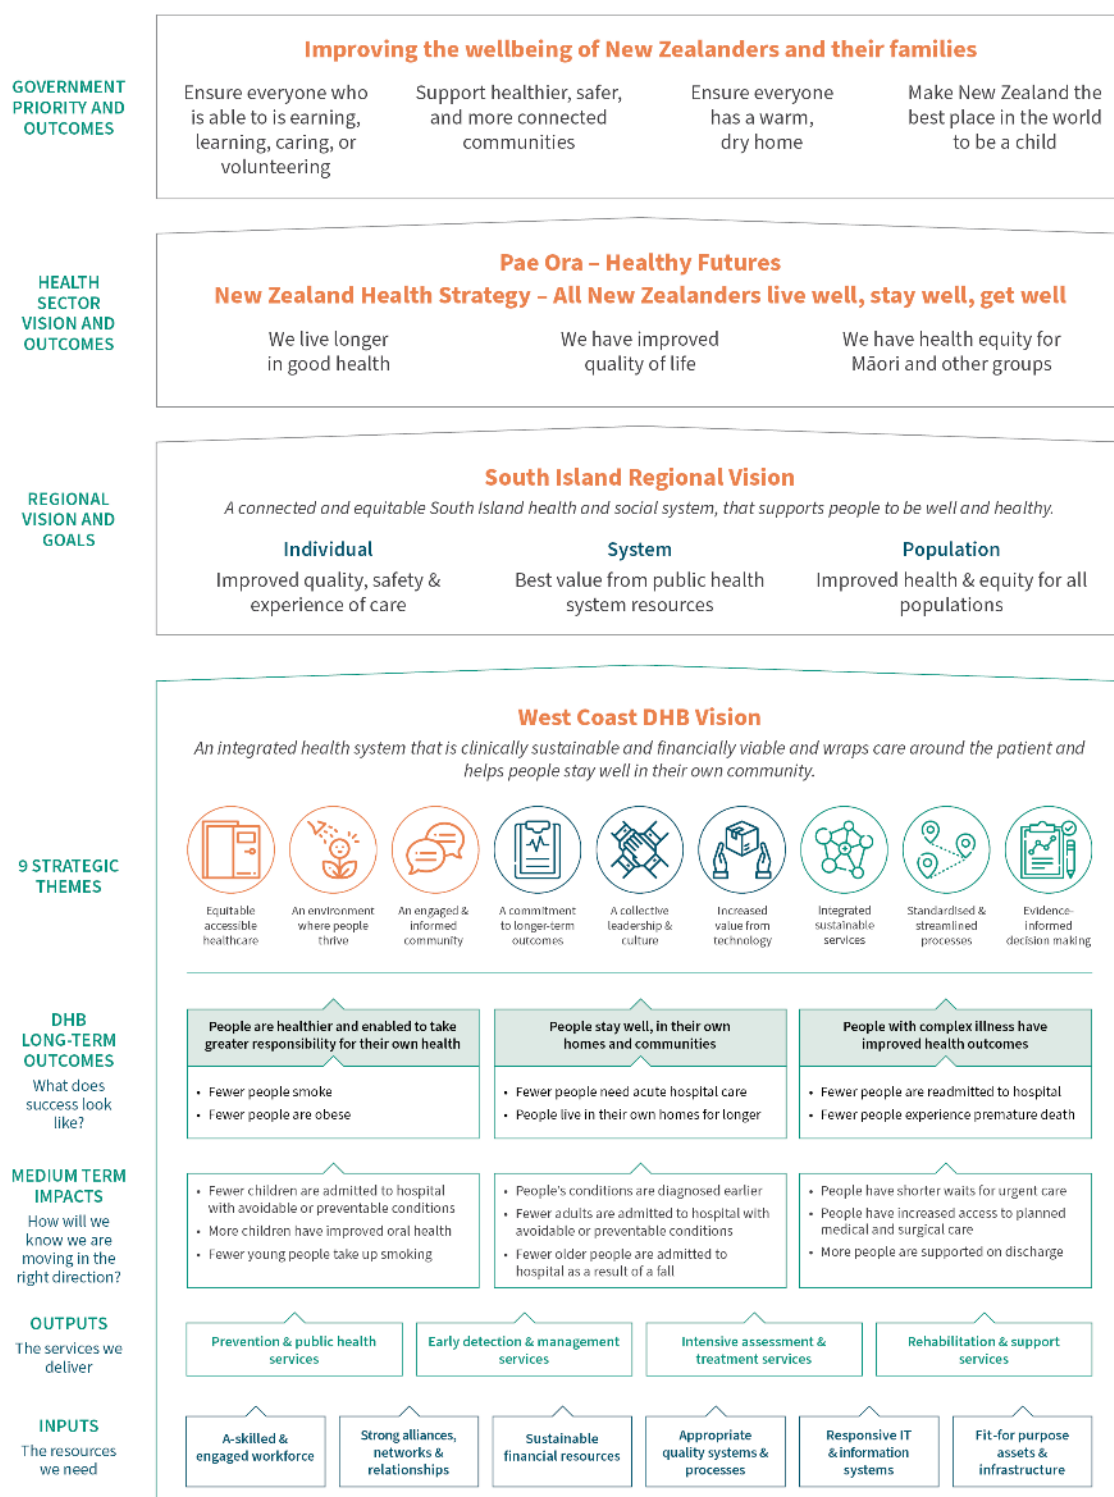 Improving the wellbeing of New Zealanders and their families
GOVERNMENT
PRIORITY AND
OUTCOMES
Ensure everyone who
is able to is earning,
learning, caring, or
volunteering
Support healthier, safer,
and more connected
communities
Ensure everyone
has a warm,
dry home
Make New Zealand the
best place in the world
to be a child
HEALTH
SECTOR
VISION AND
OUTCOMES
Pae Ora – Healthy Futures
New Zealand Health Strategy – All New Zealanders live well, stay well, get well
We live longer
in good health
We have improved
quality of life
We have health equity for
Māori and other groups
REGIONAL
VISION AND
GOALS
South Island Regional Vision
A connected and equitable South Island health and social system, that supports people to be well and healthy.
Individual
Improved quality, safety &
experience of care
System
Best value from public health
system resources
Population
Improved health & equity for all
populations
West Coast DHB Vision
An integrated health system that is clinically sustainable and financially viable and wraps care around the patient and
helps people stay well in their own community.
9 STRATEGIC
THEMES
Equitable
accessible
healthcare
An environment
where people
thrive
An engaged &
informed
community
A commitment
to longer-term
outcomes
A collective
leadership &
culture
Increased
value from
technology
Integrated
sustainable
services
Standardised &
streamlined
processes
Evidence-
informed
decision making
DHB
LONG-TERM
OUTCOMES
What does
success look
like?
People are healthier and enabled to take
greater responsibility for their own health
• Fewer people smoke
• Fewer people are obese
People stay well, in their own
homes and communities
• Fewer people need acute hospital care
• People live in their own homes for longer
People with complex illness have
improved health outcomes
• Fewer people are readmitted to hospital
• Fewer people experience premature death
MEDIUM TERM
IMPACTS
How will we
know we are
moving in the
right direction?
• Fewer children are admitted to hospital
with avoidable or preventable conditions
• More children have improved oral health
• Fewer young people take up smoking
• People's conditions are diagnosed earlier
• Fewer adults are admitted to hospital with
avoidable or preventable conditions
• Fewer older people are admitted to
hospital as a result of a fall
• People have shorter waits for urgent care
• People have increased access to planned
medical and surgical care
• More people are supported on discharge
OUTPUTS
The services we
deliver
Prevention & public health
services
Early detection & management
services
Intensive assessment &
treatment services
Rehabilitation & support
services
INPUTS
The resources
we need
A-skilled &
engaged workforce
Strong alliances,
networks &
relationships
Sustainable
financial resources
Appropriate
quality systems &
processes
Responsive IT
& information
systems
Fit-for purpose
assets &
infrastructure